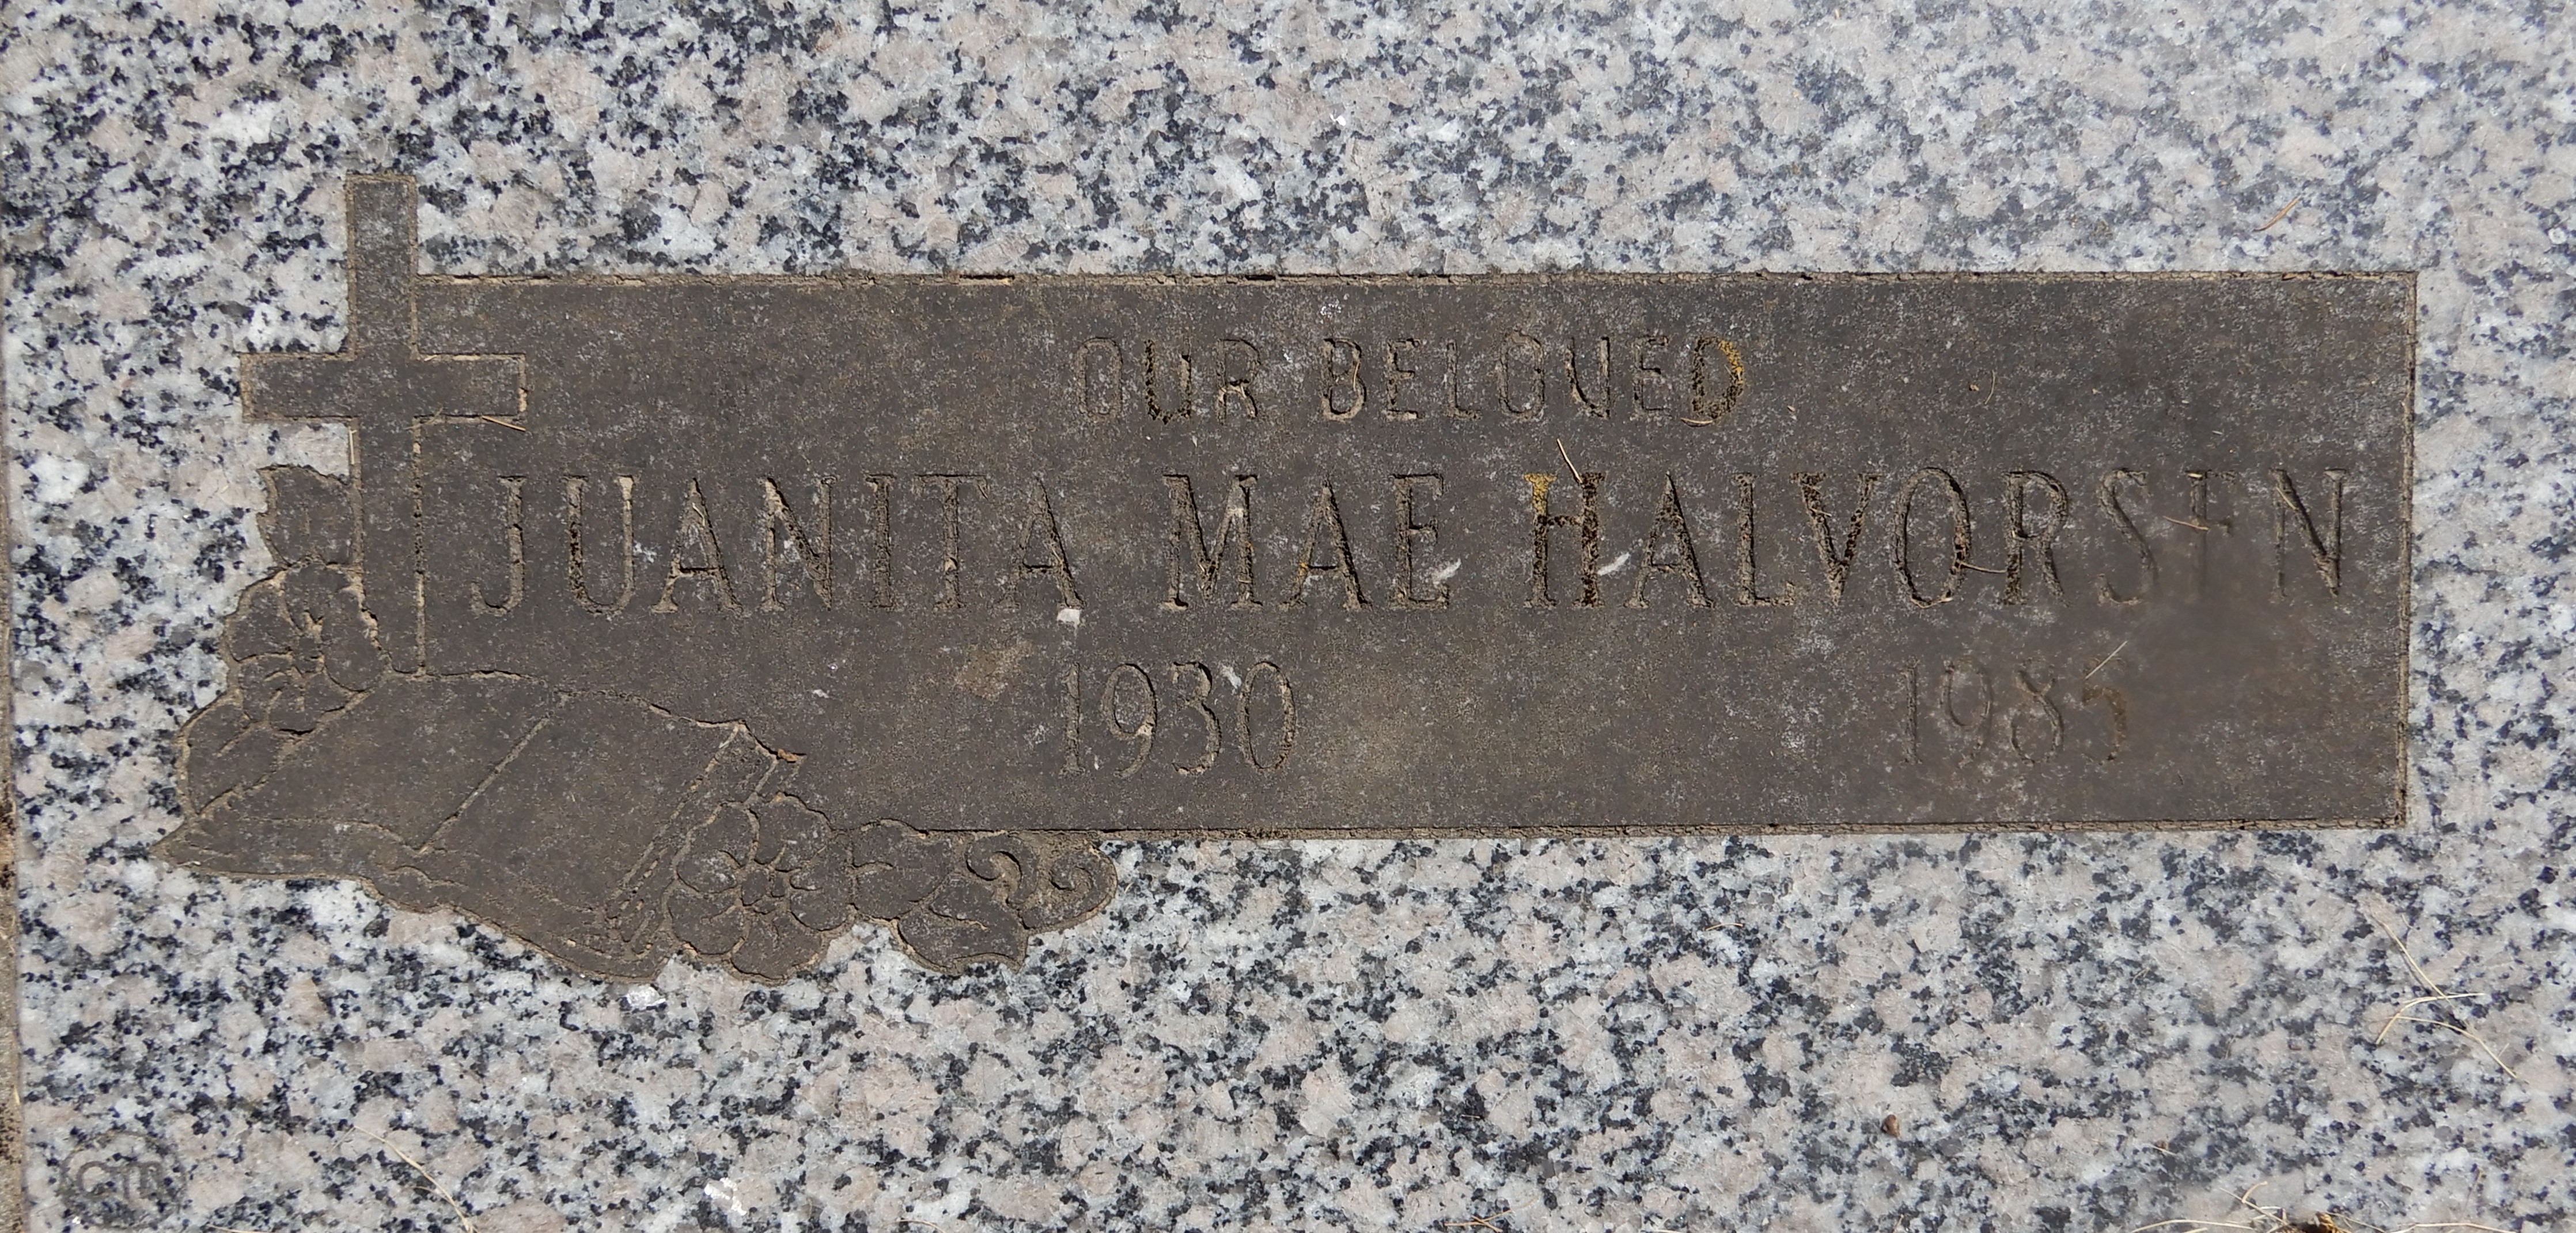 OUR BELOVED
JUANITA MAE HALVORSEN
1930 1985